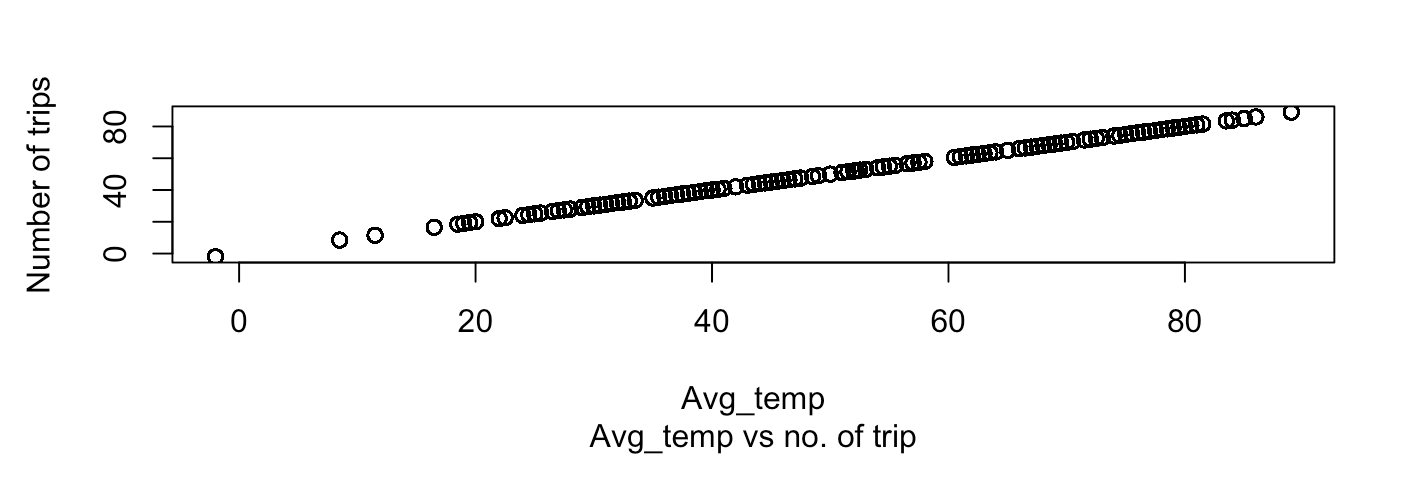 Number of trips
80
40
0
0 20 40 60 80
Avg_temp
Avg_temp vs no. of trip